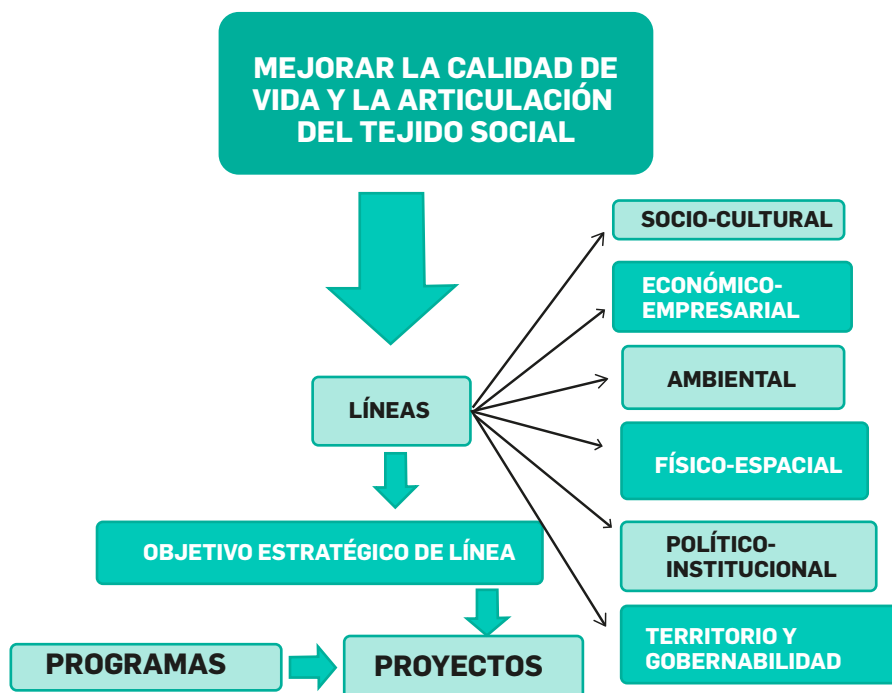 MEJORAR LA CALIDAD DE
VIDA Y LA ARTICULACIÓN
DEL TEJIDO SOCIAL
SOCIO-CULTURAL
ECONÓMICO-
EMPRESARIAL
AMBIENTAL
LÍNEAS
FÍSICO-ESPACIAL
POLÍTICO-
INSTITUCIONAL
OBJETIVO ESTRATÉGICO DE LÍNEA
TERRITORIO Y
GOBERNABILIDAD
PROGRAMAS
PROYECTOS